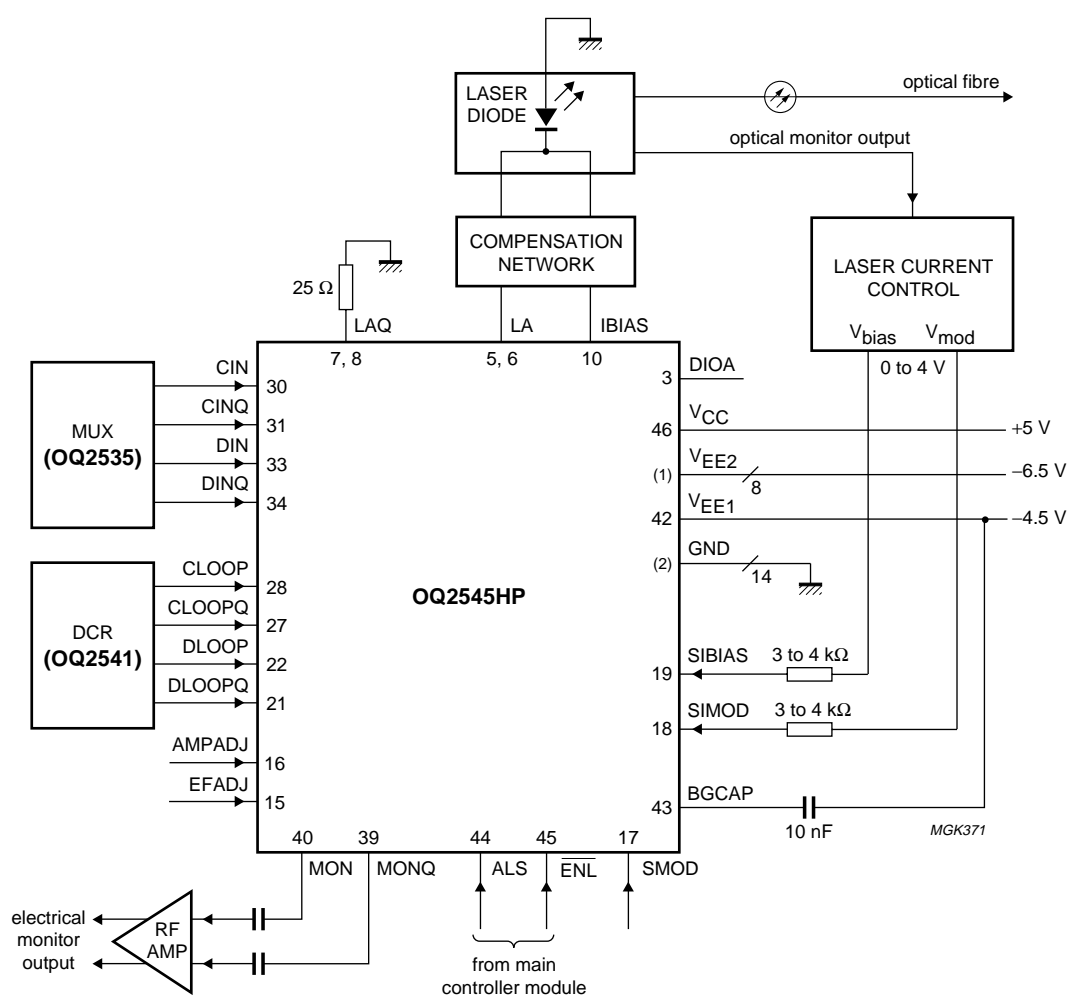 LASER
DIODE
optical fibre
optical monitor output
COMPENSATION
NETWORK
LASER CURRENT
CONTROL
Vbias
Vmod
0 to 4 V
25 Ω
LAQ
LA
IBIAS
7, 8
5, 6
10
MUX
(OQ2535)
CIN
30
CINQ
31
DIN
33
DINQ
34
DCR
(OQ2541)
CLOOP
28
CLOOPQ
27
DLOOP
22
DLOOPQ
21
AMPADJ
16
EFADJ
15
OQ2545HP
3
DIOA
46
VCC
+5 V
(1)
VEE2
8
−6.5 V
42
VEE1
−4.5 V
(2)
GND
14
19
SIBIAS
3 to 4 kΩ
18
SIMOD
3 to 4 kΩ
43
BGCAP
10 nF
MGK371
40
39
44
45
17
MON
MONQ
ALS
ENL
SMOD
electrical
monitor
output
RF
AMP
from main
controller module